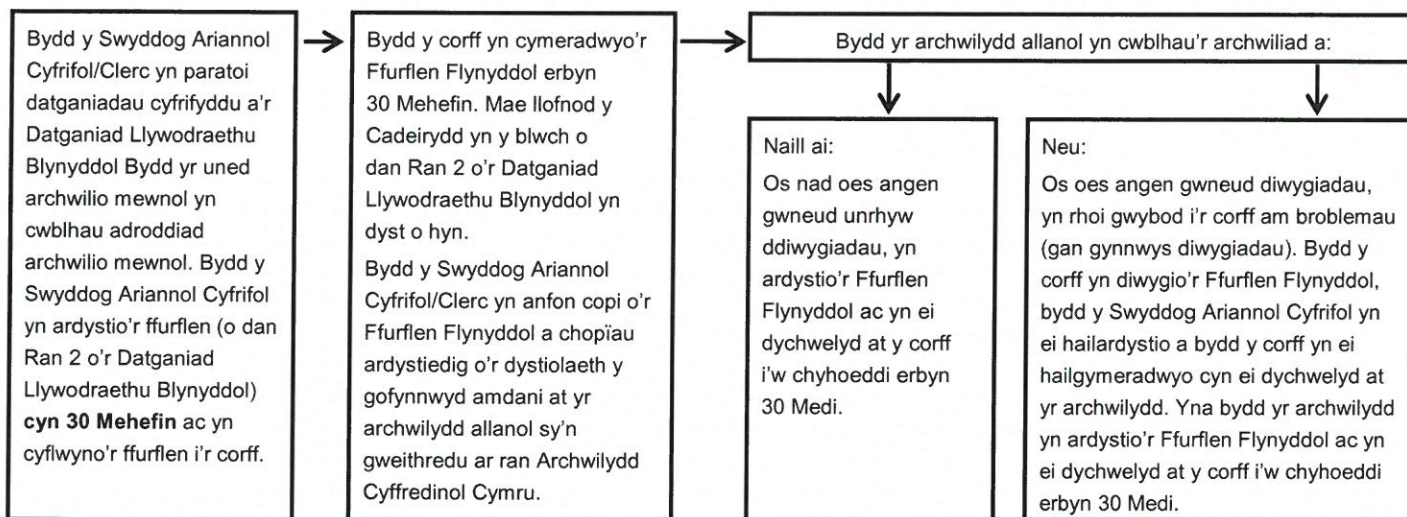 Bydd y Swyddog Ariannol
Cyfrifol/Clerc yn paratoi
datganiadau cyfrifyddu a'r
Datganiad Llywodraethu
Blynyddol Bydd yr uned
archwilio mewnol yn
cwblhau adroddiad
archwilio mewnol. Bydd y
Swyddog Ariannol Cyfrifol
yn ardystio'r ffurflen (o dan
Ran 2 o'r Datganiad
Llywodraethu Blynyddol)
cyn 30 Mehefin ac yn
cyflwyno'r ffurflen i'r corff.
Bydd y corff yn cymeradwyo'r
Ffurflen Flynyddol erbyn
30 Mehefin. Mae llofnod y
Cadeirydd yn y blwch o
dan Ran 2 o'r Datganiad
Llywodraethu Blynyddol yn
dyst o hyn.
Bydd y Swyddog Ariannol
Cyfrifol/Clerc yn anfon copi o'r
Ffurflen Flynyddol a chopïau
ardystiedig o'r dystiolaeth y
gofynnwyd amdani at yr
archwilydd allanol sy'n
gweithredu ar ran Archwilydd
Cyffredinol Cymru.
Bydd yr archwilydd allanol yn cwblhau'r archwiliad a:
Naill ai:
Os nad oes angen
gwneud unrhyw
ddiwygiadau, yn
ardystio'r Ffurflen
Flynyddol ac yn ei
dychwelyd at y corff
i'w chyhoeddi erbyn
30 Medi.
Neu:
Os oes angen gwneud diwygiadau,
yn rhoi gwybod i'r corff am broblemau
(gan gynnwys diwygiadau). Bydd y
corff yn diwygio'r Ffurflen Flynyddol,
bydd y Swyddog Ariannol Cyfrifol yn
ei hailardystio a bydd y corff yn ei
hailgymeradwyo cyn ei dychwelyd at
yr archwilydd. Yna bydd yr archwilydd
yn ardystio'r Ffurflen Flynyddol ac yn
ei dychwelyd at y corff i'w chyhoeddi
erbyn 30 Medi.